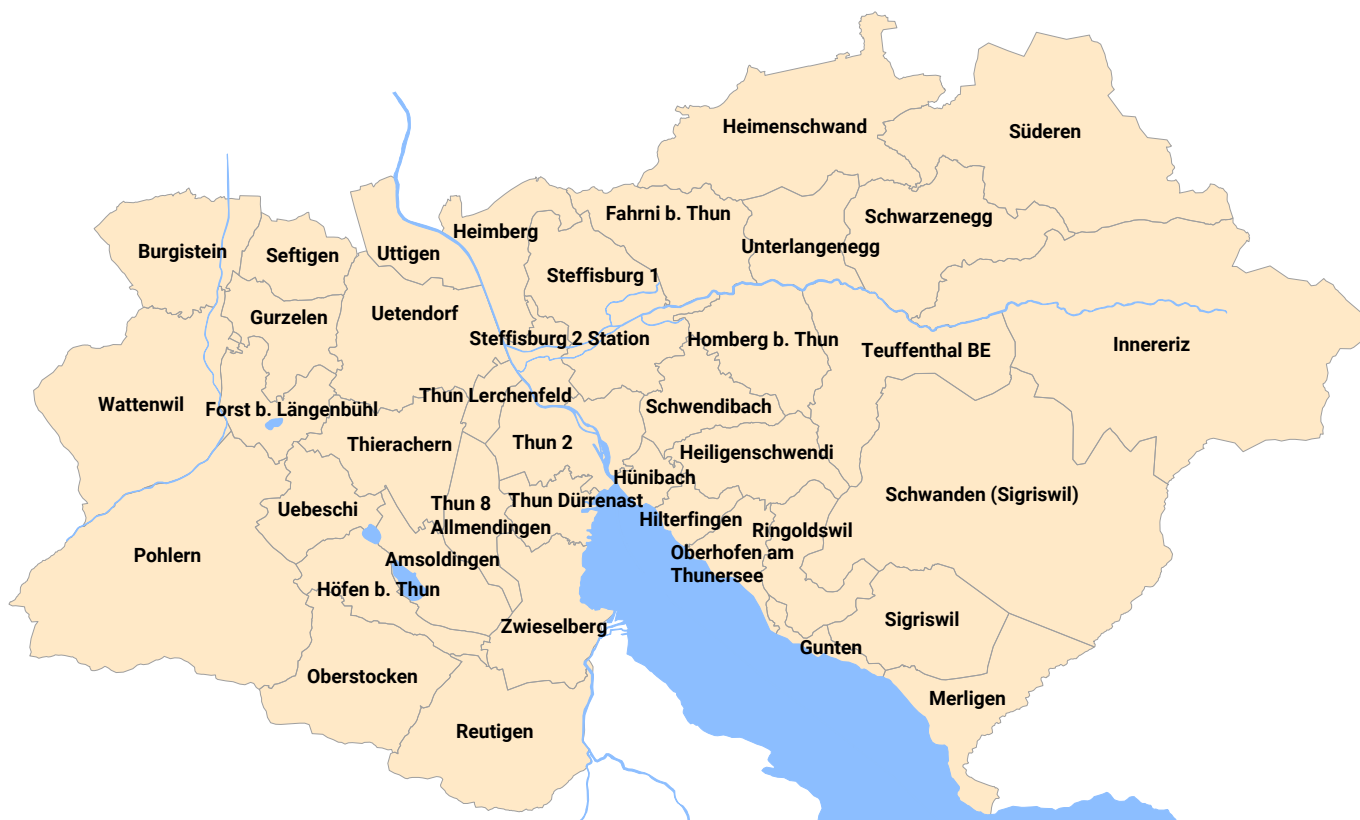 Heimenschwand
Süderen
Fahrni b. Thun
Schwarzenegg
Heimberg
Unterlangenegg
Burgistein
Seftigen
Uttigen
Steffisburg 1
Gurzelen
Uetendorf
Steffisburg 2 Station
Homberg b. Thun
Teuffenthal BE
Innereriz
Wattenwil
Forst b. Längenbühl
Thun Lerchenfeld
Schwendibach
Thierachern
Thun 2
Heiligenschwendi
Hünibach
Schwanden (Sigriswil)
Uebeschi
Thun 8
Allmendingen
Thun Dürrenast
Hilterfingen
Ringoldswil
Pohlern
Amsoldingen
Oberhofen am
Thunersee
Höfen b. Thun
Zwieselberg
Sigriswil
Gunten
Oberstocken
Merligen
Reutigen